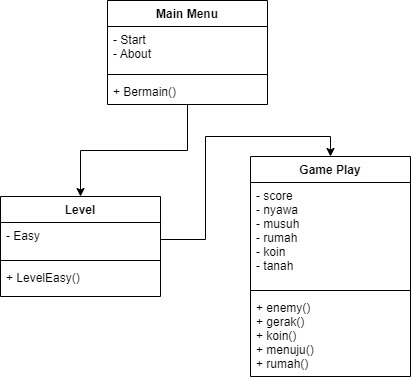 Main Menu
- Start
- About
+ Bermain()
Level
- Easy
+ LevelEasy()
Game Play
- score
- nyawa
- musuh
- rumah
- koin
- tanah
+ enemy()
+ gerak()
+ koin()
+ menuju()
+ rumah()